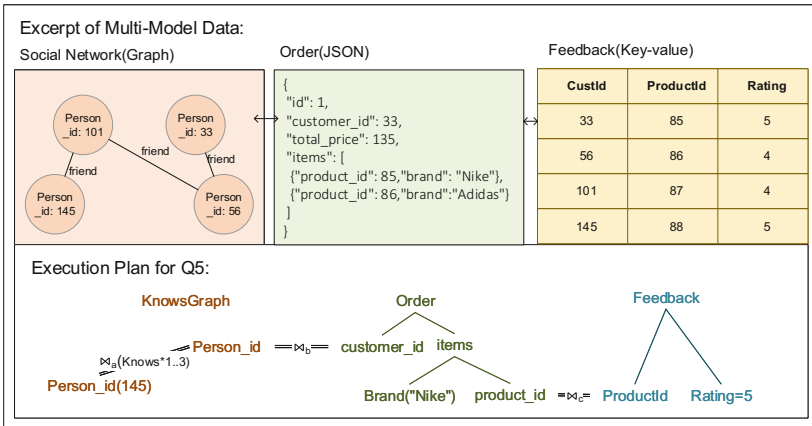 Excerpt of Multi-Model Data:
Social Network(Graph)
Order(JSON)
Feedback(Key-value)
Person
_id: 101
Person
_id: 33
friend
friend
friend
Person
_id: 145
Person
_id: 56
{
"id": 1,
"customer_id": 33,
"total_price": 135,
"items": [
{"product_id": 85,"brand": "Nike"},
{"product_id": 86,"brand":"Adidas"}
]
}
CustId ProductId Rating
33 85 5
56 86 4
101 87 4
145 88 5
Execution Plan for Q5:
KnowsGraph
Order
Feedback
Person_id =⋈b= customer_id items
⋈a(Knows*1..3)
Person_id(145)
Brand("Nike") product_id =⋈c= ProductId Rating=5